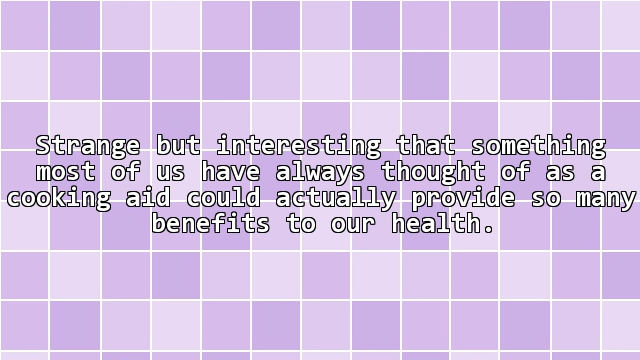 Strange but interesting that something
most of us have always thought of as a
cooking aid could actually provide so many
benefits to our health.